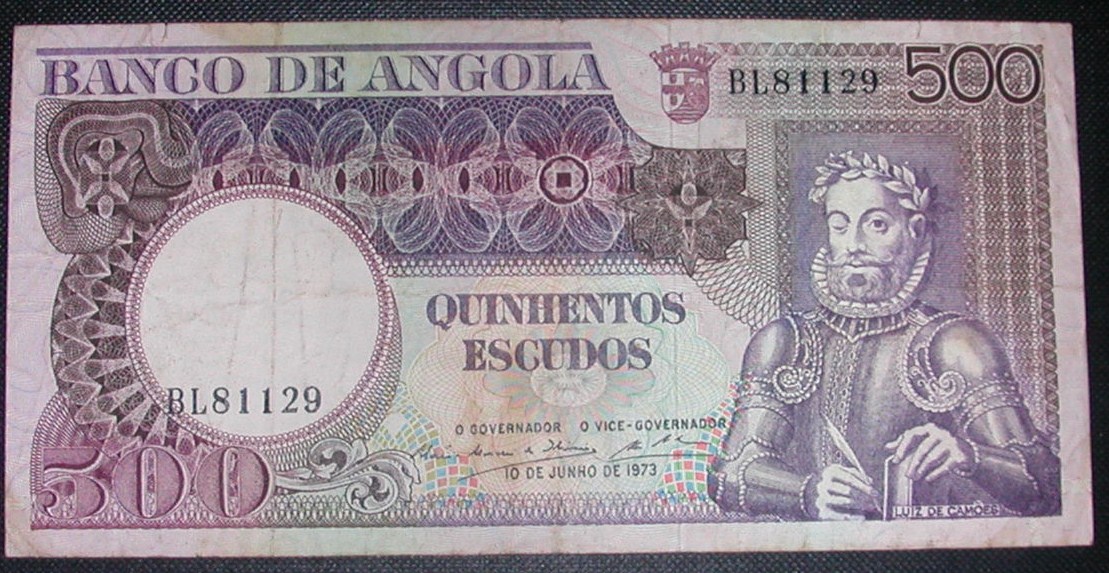 BANCO DE ANGOLA
BL81129
500
QUINHENTOS
ESCUDOS
BL81129
O GOVERNADOR O VICE-GOVERNADOR
10 DE JUNHO DE 1973
500
LUIZ DE CAMÕES